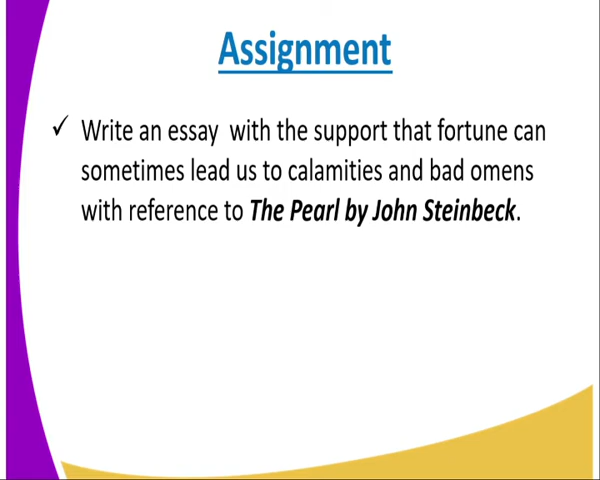 Assignment
✓ Write an essay with the support that fortune can
sometimes lead us to calamities and bad omens
with reference to The Pearl by John Steinbeck.